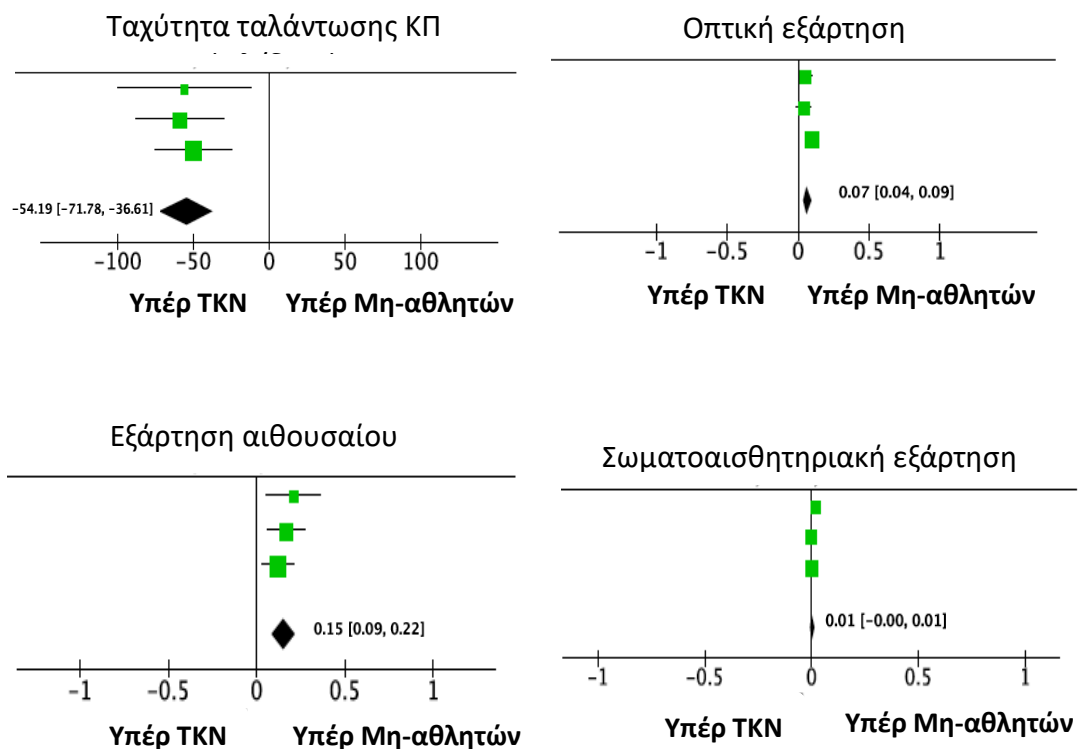 Ταχύτητα ταλάντωσης ΚΠ
-54.19 [-71.78, -36.61]
-100 -50 0 50 100
Υπέρ ΤΚΝ Υπέρ Μη-αθλητών
Οπτική εξάρτηση
0.07 [0.04, 0.09]
-1 -0.5 0 0.5 1
Υπέρ ΤΚΝ Υπέρ Μη-αθλητών
Εξάρτηση αιθουσαίου
0.15 [0.09, 0.22]
-1 -0.5 0 0.5 1
Υπέρ ΤΚΝ Υπέρ Μη-αθλητών
Σωματοαισθητηριακή εξάρτηση
0.01 [-0.00, 0.01]
-1 -0.5 0 0.5 1
Υπέρ ΤΚΝ Υπέρ Μη-αθλητών